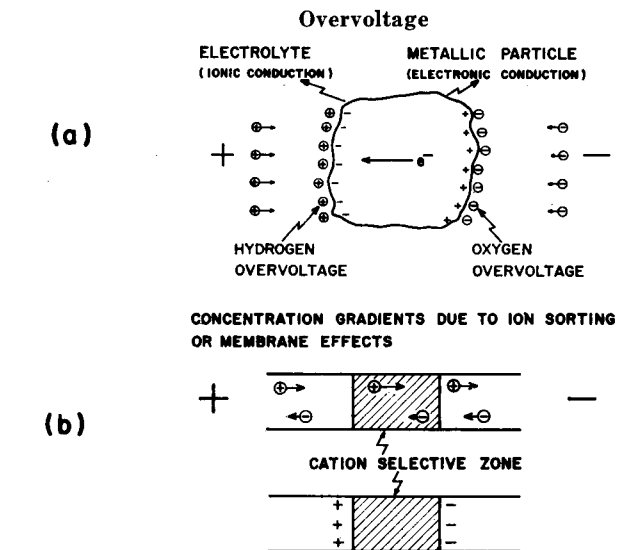 Overvoltage
ELECTROLYTE
(IONIC CONDUCTION)
METALLIC PARTICLE
(ELECTRONIC CONDUCTION)
(a)
+
e⁻
−
HYDROGEN
OVERVOLTAGE
OXYGEN
OVERVOLTAGE
CONCENTRATION GRADIENTS DUE TO ION SORTING
OR MEMBRANE EFFECTS
(b)
+
−
CATION SELECTIVE ZONE